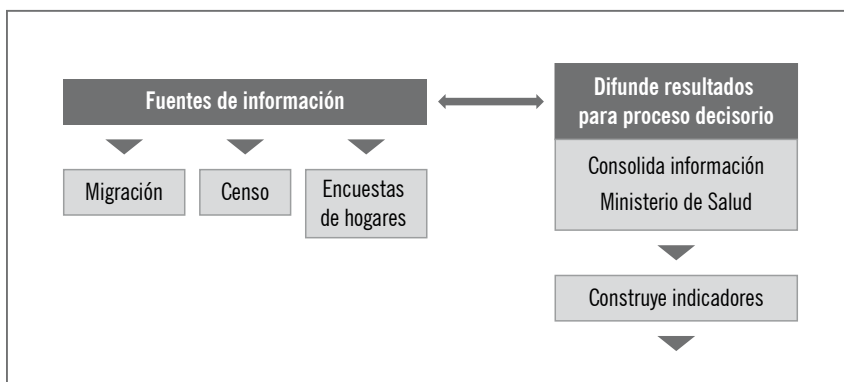 Fuentes de información
Migración
Censo
Encuestas
de hogares
Difunde resultados
para proceso decisorio
Consolida información
Ministerio de Salud
Construye indicadores